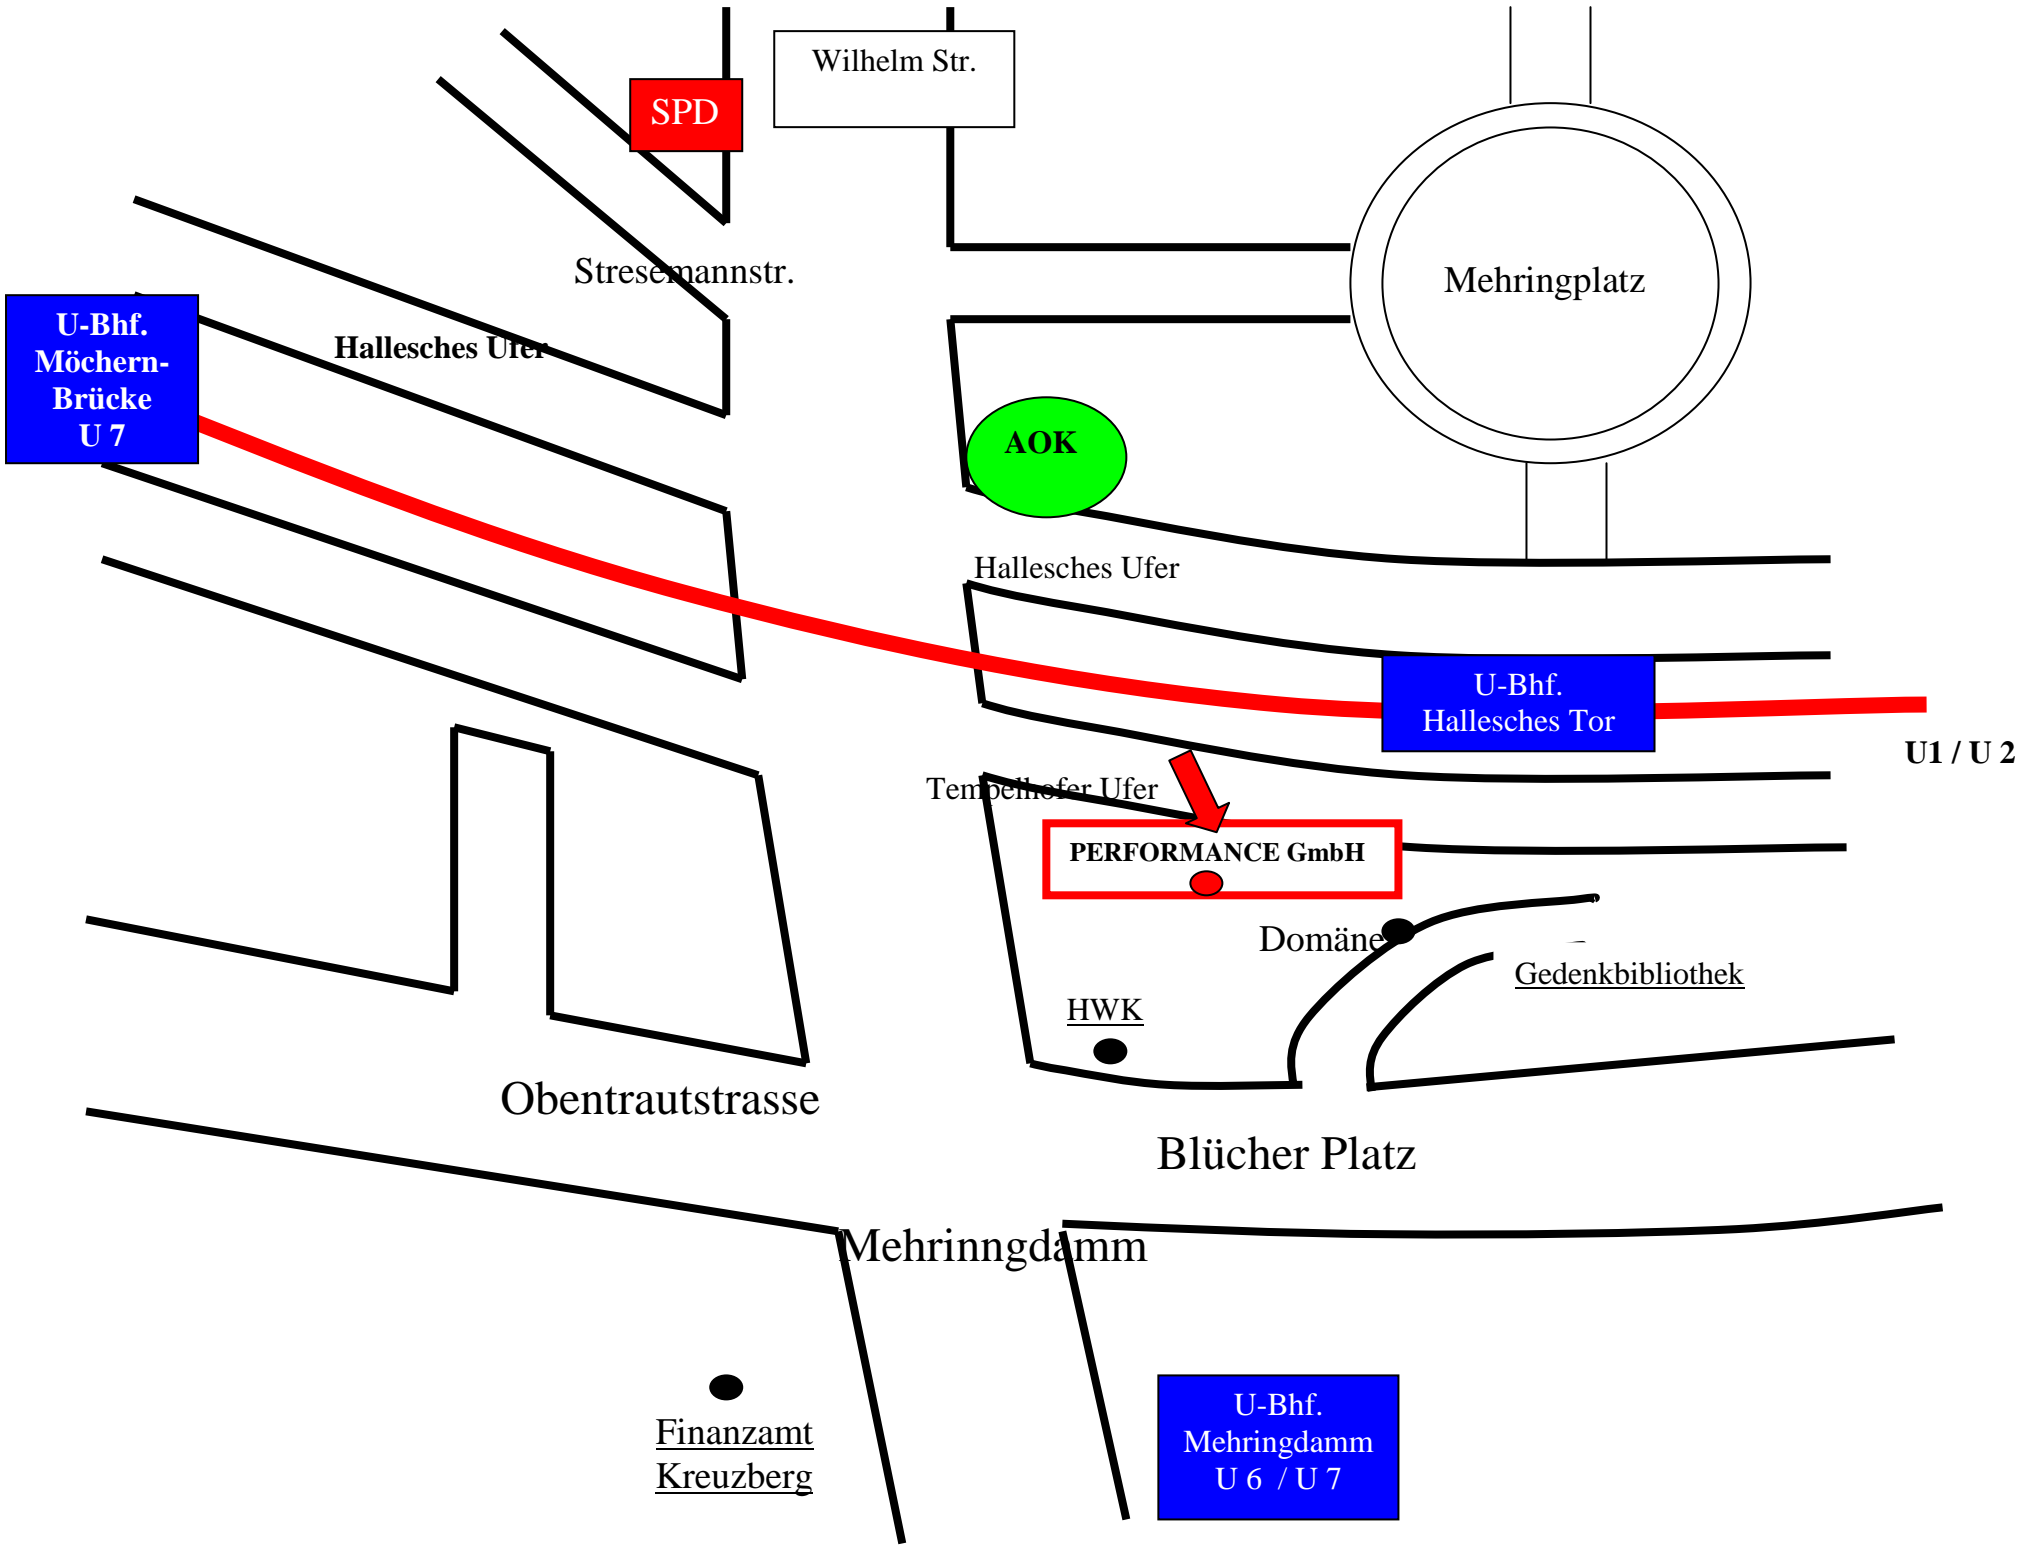 Wilhelm Str.
SPD
Stresemannstr.
Mehringplatz
U-Bhf.
Möchern-
Brücke
U 7
Hallesches Ufer
AOK
Hallesches Ufer
U-Bhf.
Hallesches Tor
U1 / U 2
Tempelhofer Ufer
PERFORMANCE GmbH
Domäne
Gedenkbibliothek
HWK
Obentrautstrasse
Blücher Platz
Mehrinngdamm
Finanzamt
Kreuzberg
U-Bhf.
Mehringdamm
U 6 / U 7